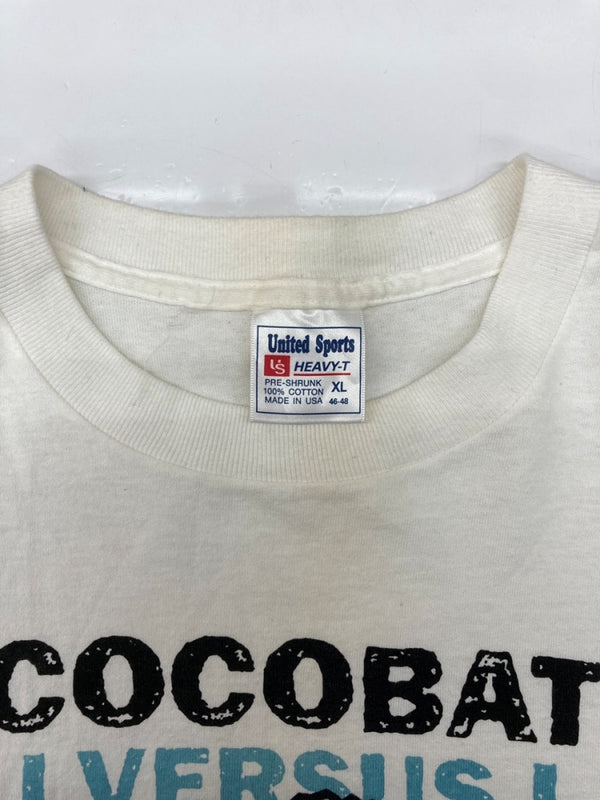 United Sports
US HEAVY-T
PRE-SHRUNK
100% COTTON XL
MADE IN USA 46-48
COCOBAT
I VERSUS I